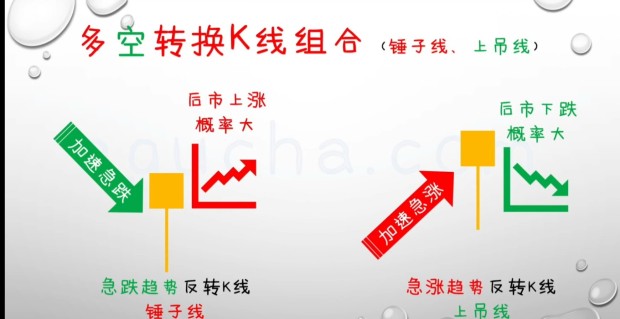 多空转换K线组合（锤子线、上吊线）
后市上涨
概率大
加速急跌
急跌趋势反转K线
锤子线
后市下跌
概率大
加速急涨
急涨趋势反转K线
上吊线